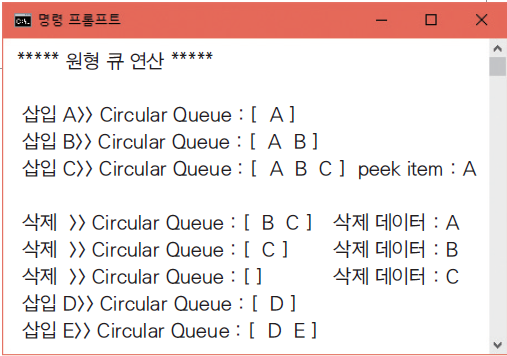 명령 프롬프트
***** 원형 큐 연산 *****
삽입 A>> Circular Queue : [ A ]
삽입 B>> Circular Queue : [ A B ]
삽입 C>> Circular Queue : [ A B C ] peek item : A
삭제 >> Circular Queue : [ B C ] 삭제 데이터 : A
삭제 >> Circular Queue : [ C ] 삭제 데이터 : B
삭제 >> Circular Queue : [ ] 삭제 데이터 : C
삽입 D>> Circular Queue : [ D ]
삽입 E>> Circular Queue : [ D E ]